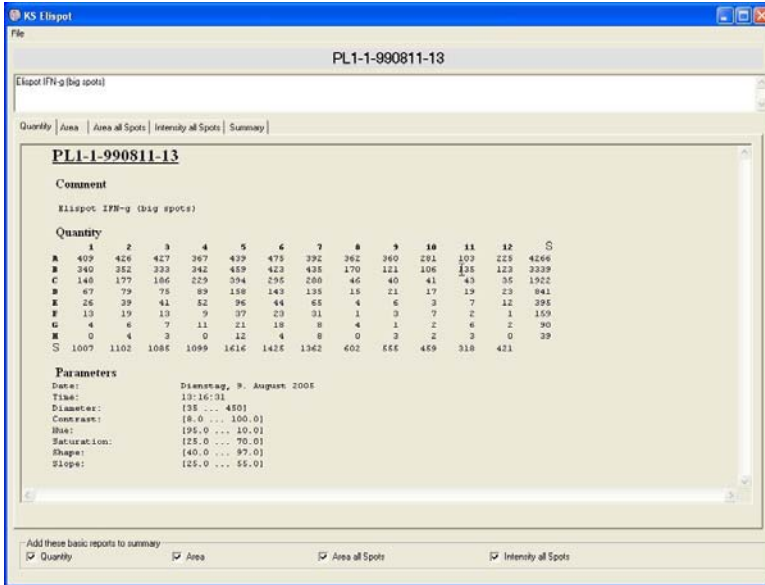 KS Elispot
File
PL1-1-990811-13
Elispot IFN-g (big spots)
Quantity Area Area all Spots Intensity all Spots Summary
PL1-1-990811-13
Comment
Elispot IFN-g (big spots)
Quantity
1 2 3 4 5 6 7 8 9 10 11 12 S
A 409 426 427 367 439 475 392 362 360 281 103 225 4266
B 340 352 333 342 459 423 435 170 121 106 135 123 3339
C 148 177 186 229 394 295 288 46 40 41 43 35 1922
D 67 79 75 89 158 143 135 15 21 17 19 23 841
E 26 39 41 52 96 44 65 4 6 3 7 12 395
F 13 19 13 9 37 23 31 1 3 7 2 1 159
G 4 6 7 11 21 18 8 4 1 2 6 2 90
H 0 4 3 0 12 4 8 0 3 2 3 0 39
S 1007 1102 1085 1099 1616 1425 1362 602 555 459 318 421
Parameters
Date: Dienstag, 9. August 2005
Time: 13:16:31
Diameter: [35 ... 450]
Contrast: [8.0 ... 100.0]
Hue: [95.0 ... 10.0]
Saturation: [25.0 ... 70.0]
Shape: [40.0 ... 97.0]
Slope: [25.0 ... 55.0]
Add these basic reports to summary
Quantity Area Area all Spots Intensity all Spots